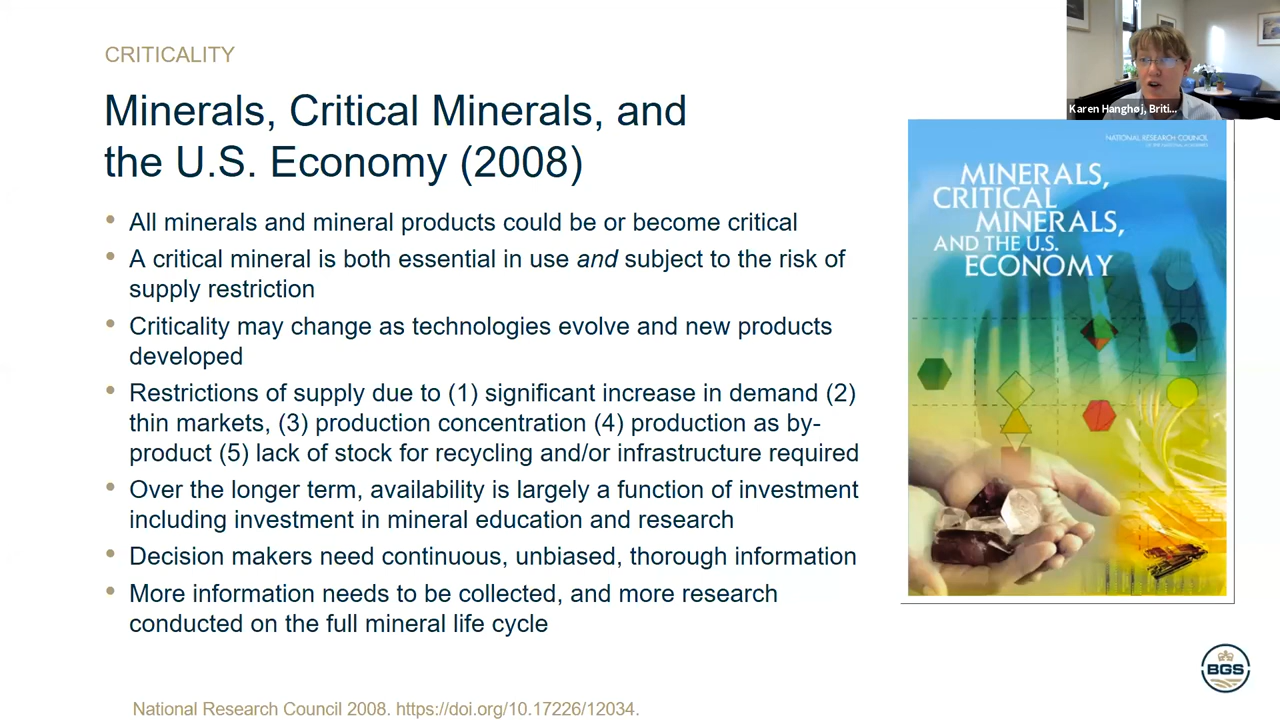 CRITICALITY
Minerals, Critical Minerals, and
the U.S. Economy (2008)
• All minerals and mineral products could be or become critical
• A critical mineral is both essential in use and subject to the risk of
supply restriction
• Criticality may change as technologies evolve and new products
developed
• Restrictions of supply due to (1) significant increase in demand (2)
thin markets, (3) production concentration (4) production as by-
product (5) lack of stock for recycling and/or infrastructure required
• Over the longer term, availability is largely a function of investment
including investment in mineral education and research
• Decision makers need continuous, unbiased, thorough information
• More information needs to be collected, and more research
conducted on the full mineral life cycle
National Research Council 2008. https://doi.org/10.17226/12034.
Karen Hanghøj, Briti...
NATIONAL RESEARCH COUNCIL
OF THE NATIONAL ACADEMIES
MINERALS,
CRITICAL
MINERALS,
AND THE U.S.
ECONOMY
BGS